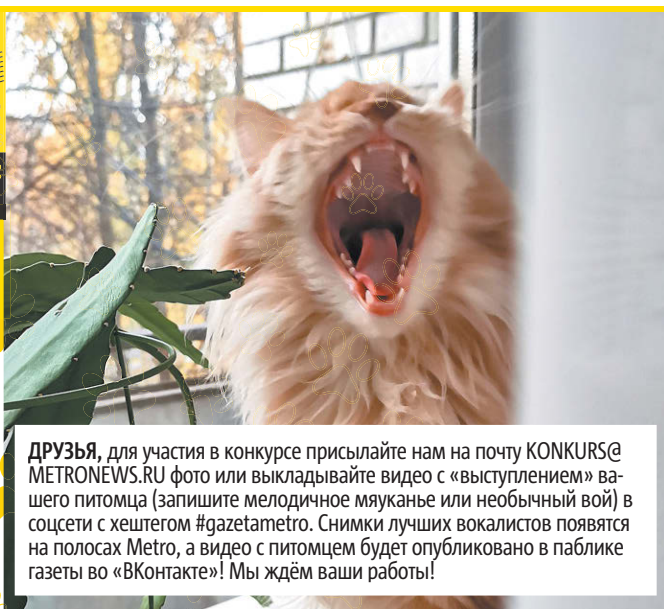 ДРУЗЬЯ, для участия в конкурсе присылайте нам на почту KONKURS@
METRONEWS.RU фото или выкладывайте видео с «выступлением» ва-
шего питомца (запишите мелодичное мяуканье или необычный вой) в
соцсети с хештегом #gazetametro. Снимки лучших вокалистов появятся
на полосах Metro, а видео с питомцем будет опубликовано в паблике
газеты во «ВКонтакте»! Мы ждём ваши работы!